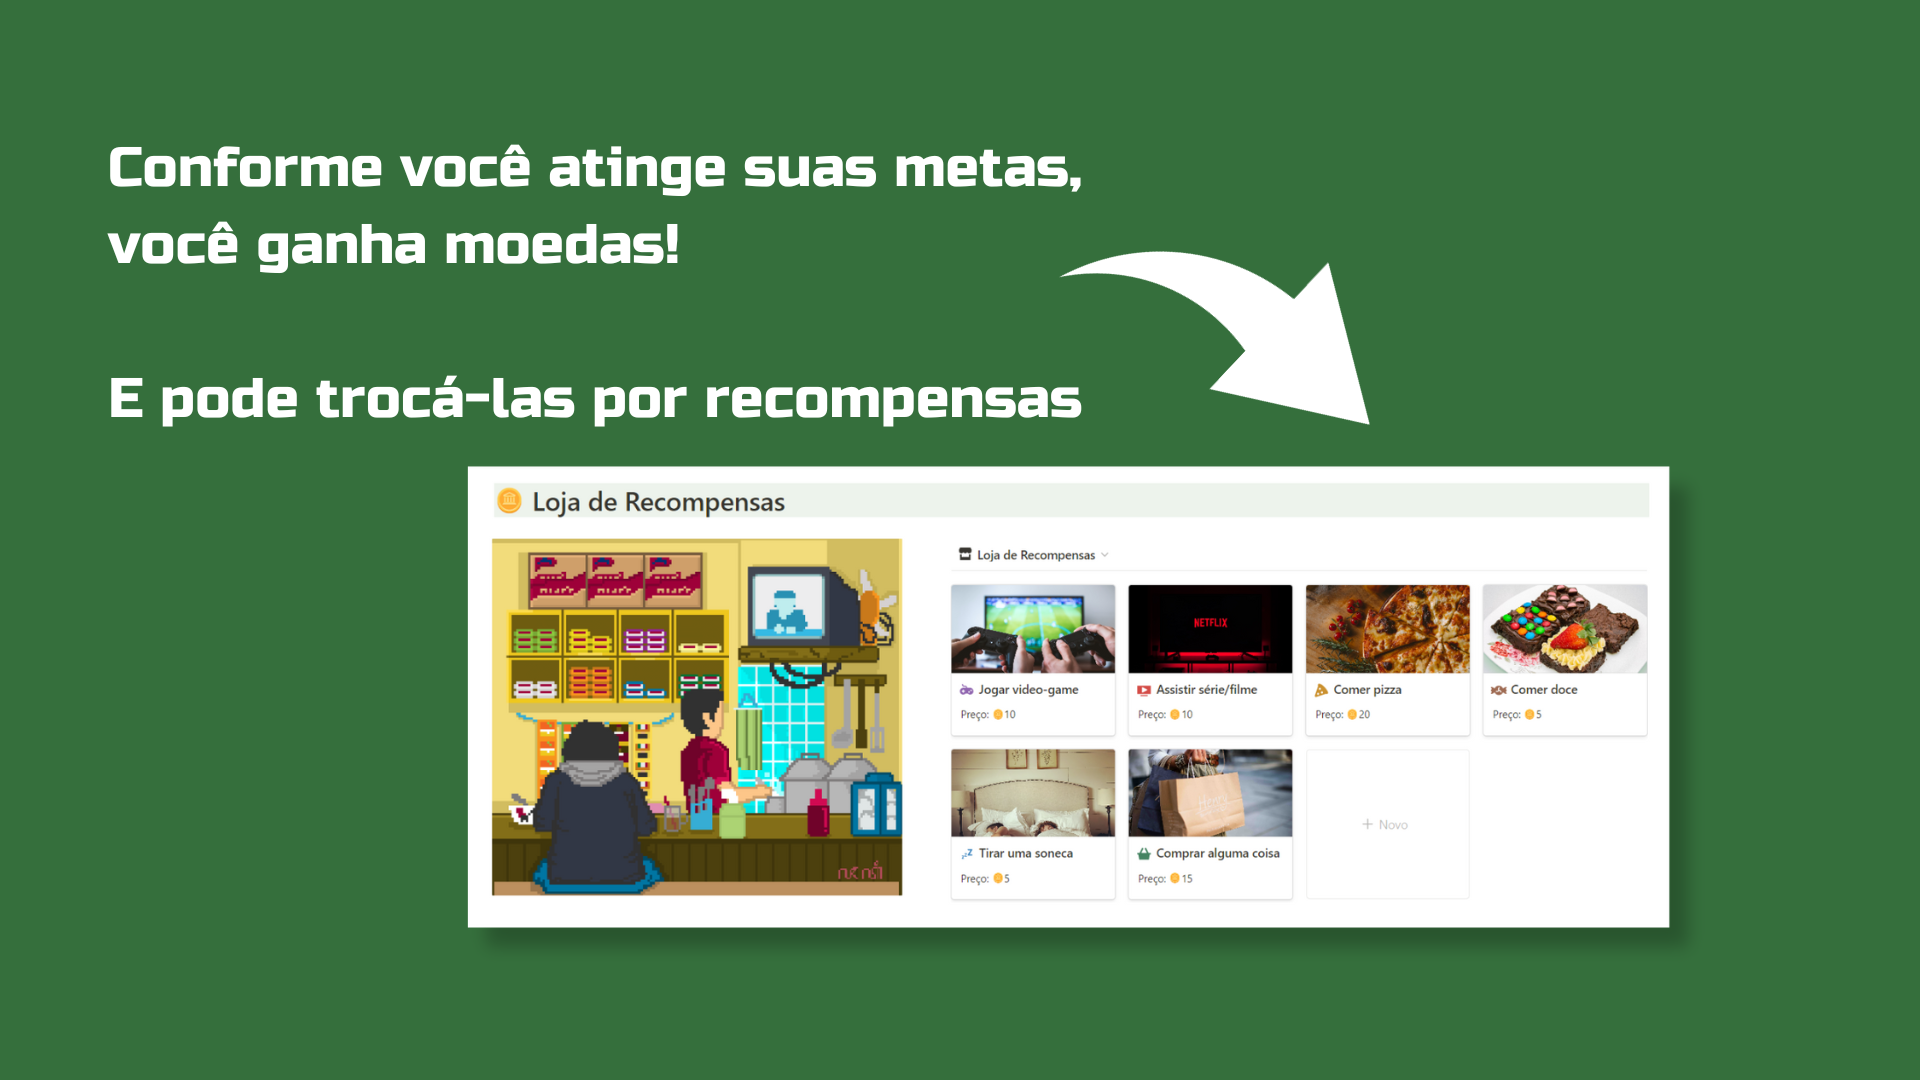 Conforme você atinge suas metas,
você ganha moedas!
E pode trocá-las por recompensas
Loja de Recompensas
Loja de Recompensas
NETFLIX
Jogar video-game
Preço: 10
Assistir série/filme
Preço: 10
Comer pizza
Preço: 20
Comer doce
Preço: 5
Tirar uma soneca
Preço: 5
Comprar alguma coisa
Preço: 15
+ Novo